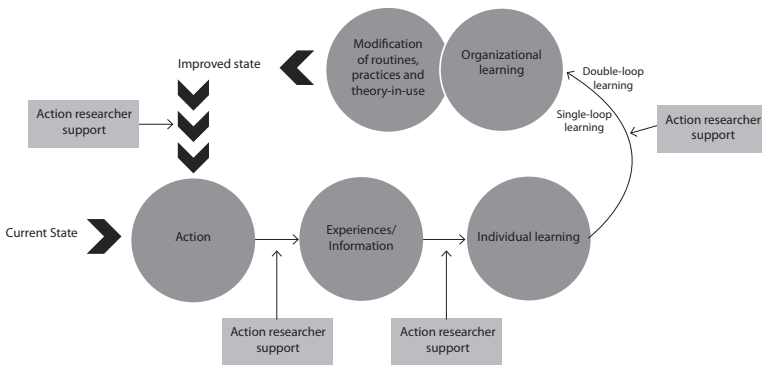 Modification
of routines,
practices and
theory-in-use
Organizational
learning
Improved state
Double-loop
learning
Single-loop
learning
Action researcher
support
Action researcher
support
Current State
Action
Experiences/
Information
Individual learning
Action researcher
support
Action researcher
support